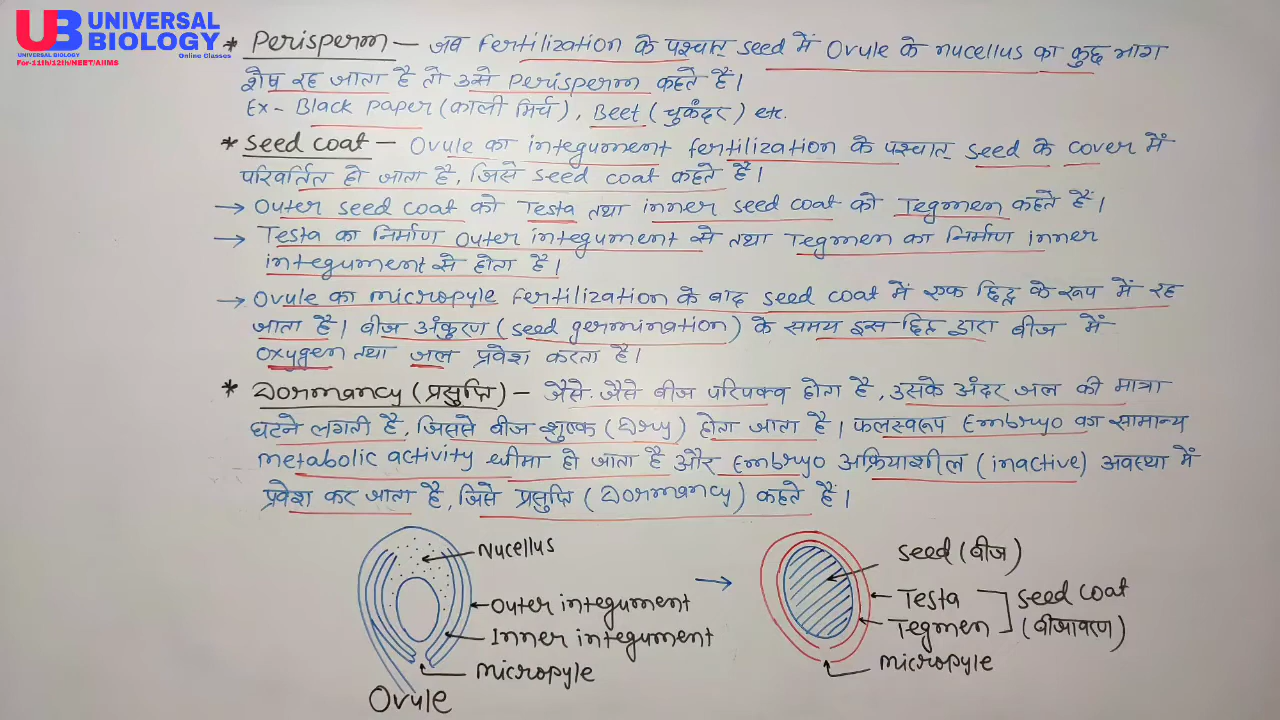 UB UNIVERSAL BIOLOGY
UNIVERSAL BIOLOGY Online Classes
For-11th/12th/NEET/AIIMS
* Perisperm – जब fertilization के पश्चात् seed में Ovule के nucellus का कुछ भाग
शेष रह जाता है तो उसे Perisperm कहते हैं।
Ex- Black paper (काली मिर्च), Beet (चुकंदर) etc.
* Seed coat – Ovule का integument fertilization के पश्चात् seed के cover में
परिवर्तित हो जाता है, जिसे seed coat कहते हैं।
→ Outer seed coat को Testa तथा inner seed coat को Tegmen कहते हैं।
→ Testa का निर्माण outer integument से तथा Tegmen का निर्माण inner
integument से होता है।
→ Ovule का micropyle fertilization के बाद seed coat में एक छिद्र के रूप में रह
जाता है। बीज अंकुरण (seed germination) के समय इस छिद्र द्वारा बीज में
oxygen तथा जल प्रवेश करता है।
* Dormancy (प्रसुप्ति) – जैसे-जैसे बीज परिपक्व होता है, उसके अंदर जल की मात्रा
घटने लगती है, जिससे बीज शुष्क (Dry) होता जाता है। फलस्वरूप Embryo का सामान्य
metabolic activity धीमा हो जाता है और Embryo अक्रियाशील (inactive) अवस्था में
प्रवेश कर जाता है, जिसे प्रसुप्ति (Dormancy) कहते हैं।
Nucellus
Outer integument
Inner integument
micropyle
Ovule
→
seed (बीज)
Testa
Tegmen
seed coat
(बीजावरण)
micropyle